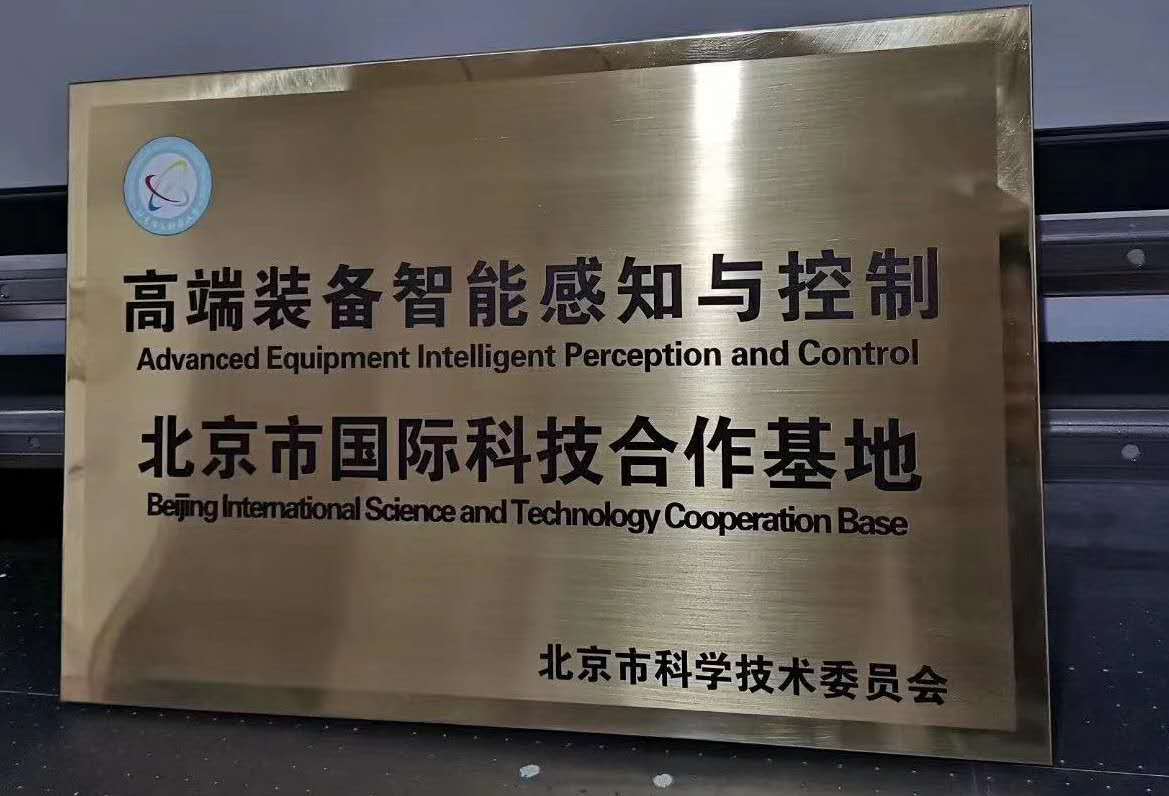 高端装备智能感知与控制
Advanced Equipment Intelligent Perception and Control
北京市国际科技合作基地
Beijing International Science and Technology Cooperation Base
北京市科学技术委员会